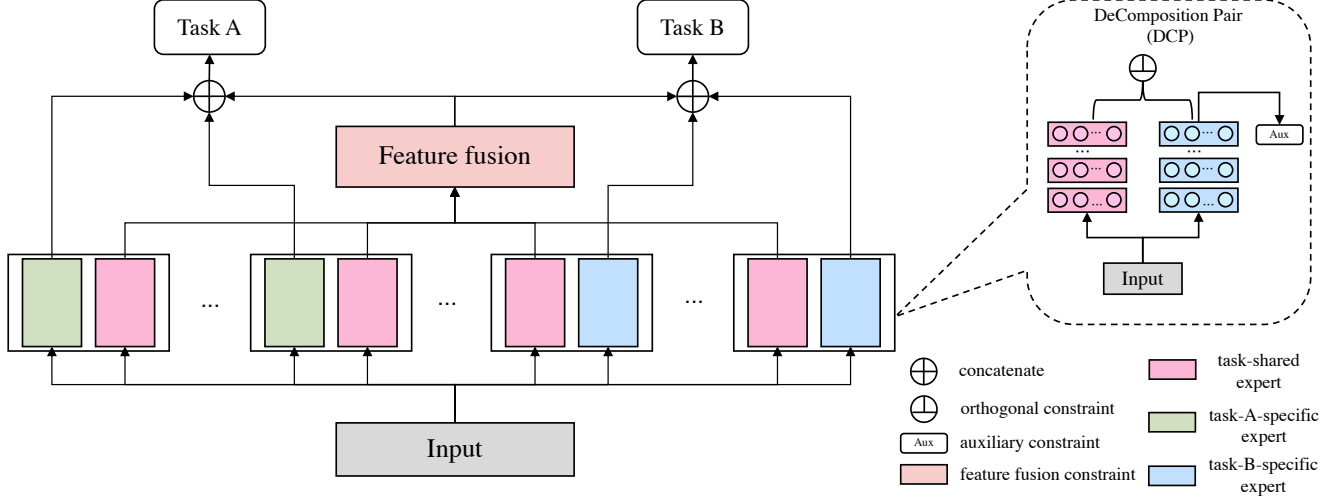 Task A
Task B
DeComposition Pair
(DCP)
Feature fusion
...
...
...
...
...
Aux
...
...
...
...
...
...
Input
Input
concatenate
orthogonal constraint
Aux
auxiliary constraint
feature fusion constraint
task-shared
expert
task-A-specific
expert
task-B-specific
expert